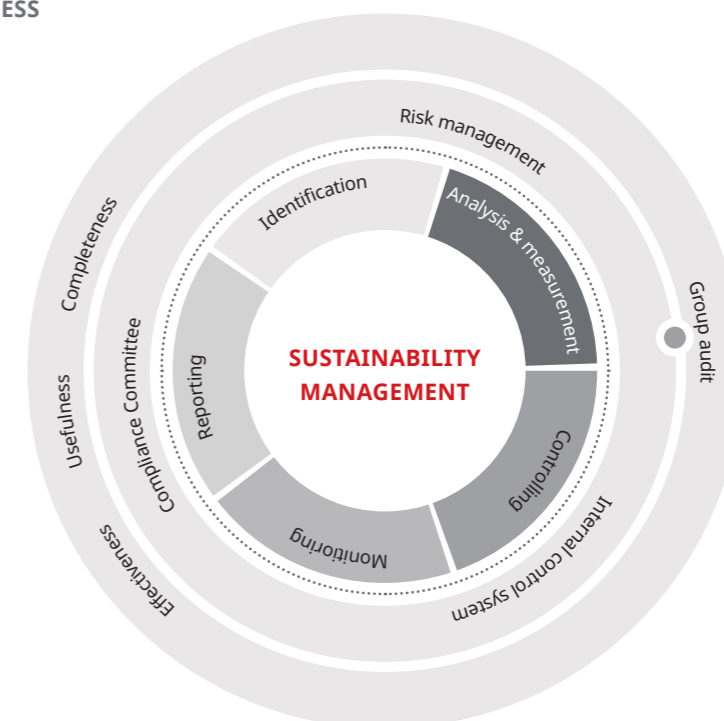 ESS
Risk management
Identification
Analysis & measurement
Completeness
Group audit
SUSTAINABILITY
MANAGEMENT
Compliance Committee
Reporting
Usefulness
Controlling
Monitioring
Internal control system
Effectiveness